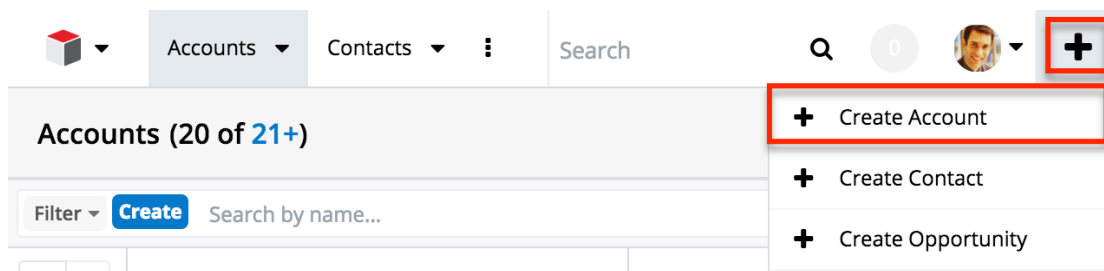 Accounts Contacts Search 0
Create Account
Accounts (20 of 21+)
Create Contact
Filter Create Search by name...
Create Opportunity